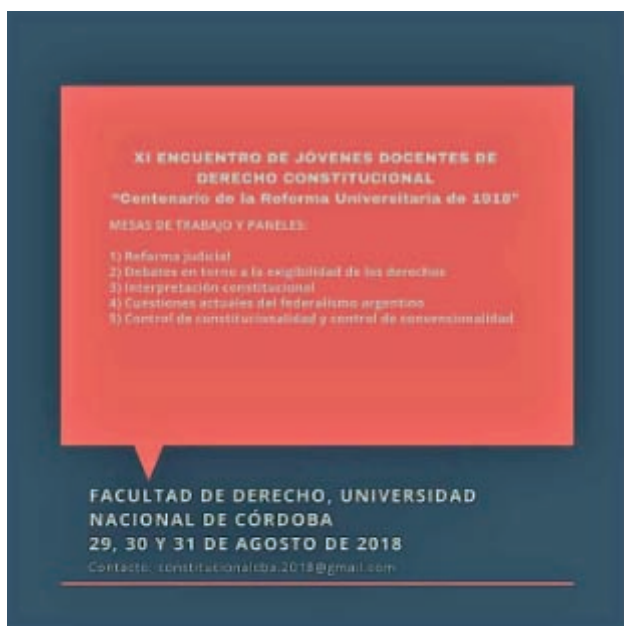 XI ENCUENTRO DE JÓVENES DOCENTES DE
DERECHO CONSTITUCIONAL
"Centenario de la Reforma Universitaria de 1918"
MESAS DE TRABAJO Y PANELES:
1) Reforma judicial
2) Debates en torno a la exigibilidad de los derechos
3) Interpretación constitucional
4) Cuestiones actuales del federalismo argentino
5) Control de constitucionalidad y control de convencionalidad
FACULTAD DE DERECHO, UNIVERSIDAD
NACIONAL DE CÓRDOBA
29, 30 Y 31 DE AGOSTO DE 2018
Contacto: constitucionalcba.2018@gmail.com